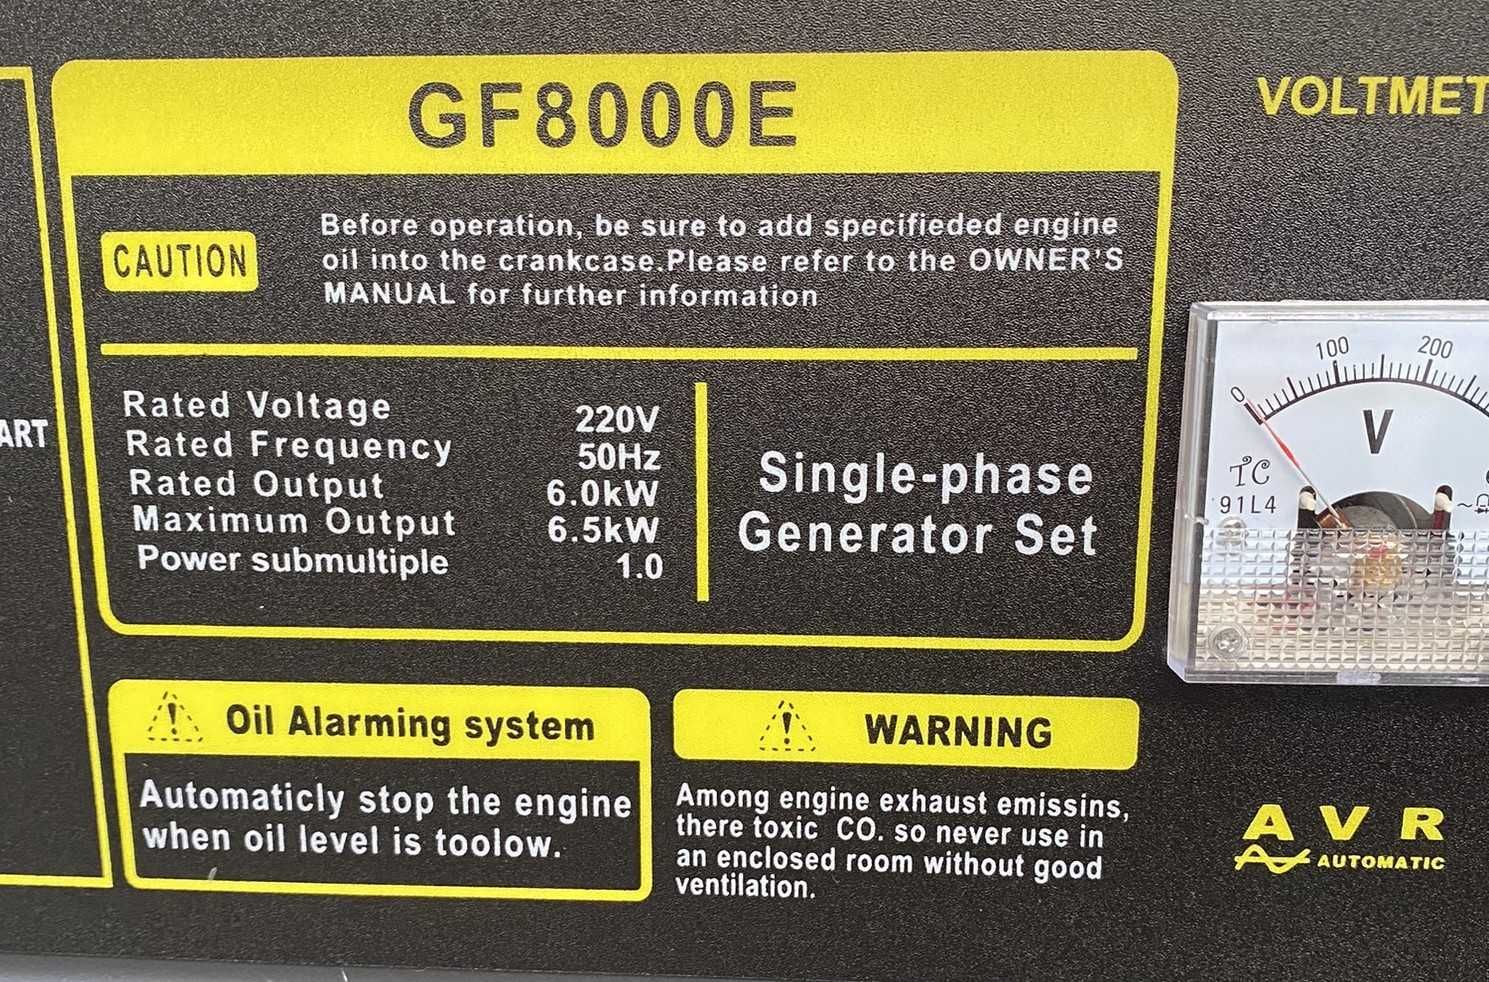 GF8000E
CAUTION
Before operation, be sure to add specifieded engine
oil into the crankcase.Please refer to the OWNER'S
MANUAL for further information
Rated Voltage 220V
Rated Frequency 50Hz
Rated Output 6.0kW
Maximum Output 6.5kW
Power submultiple 1.0
Single-phase
Generator Set
Oil Alarming system
Automaticly stop the engine
when oil level is toolow.
WARNING
Among engine exhaust emissins,
there toxic CO. so never use in
an enclosed room without good
ventilation.
ART
VOLTMET
0 100 200
V
TC
91L4
~
AVR
AUTOMATIC